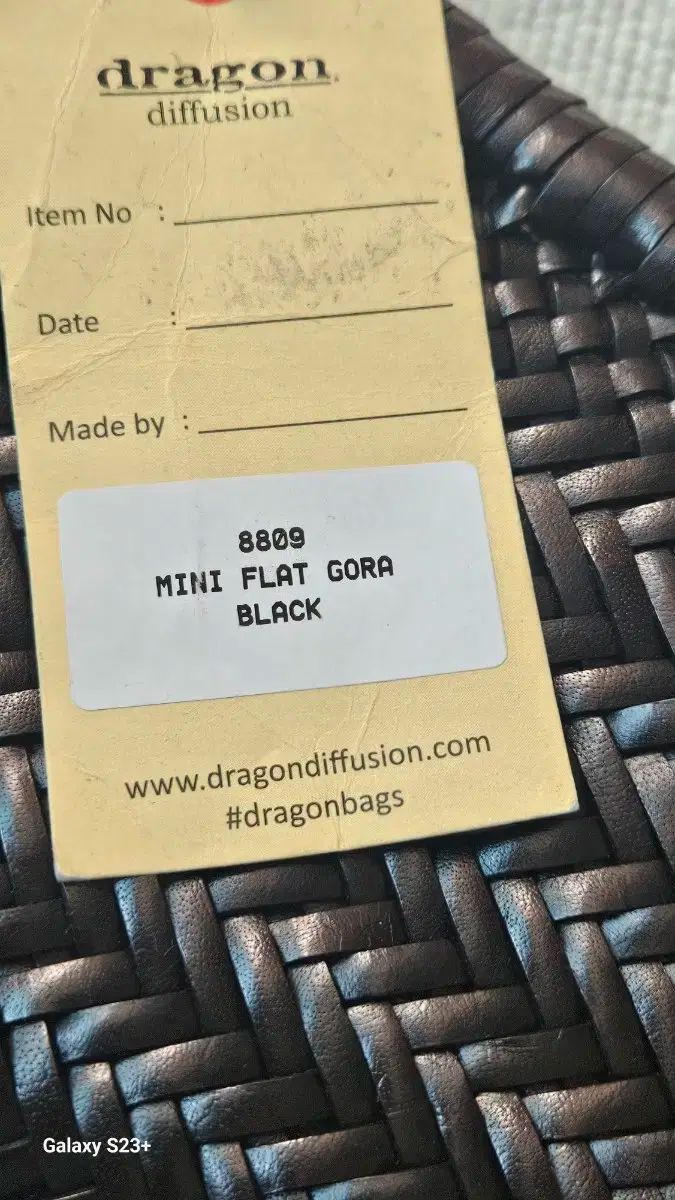 dragon
diffusion
Item No :
Date :
Made by :
8809
MINI FLAT GORA
BLACK
www.dragondiffusion.com
#dragonbags
Galaxy S23+